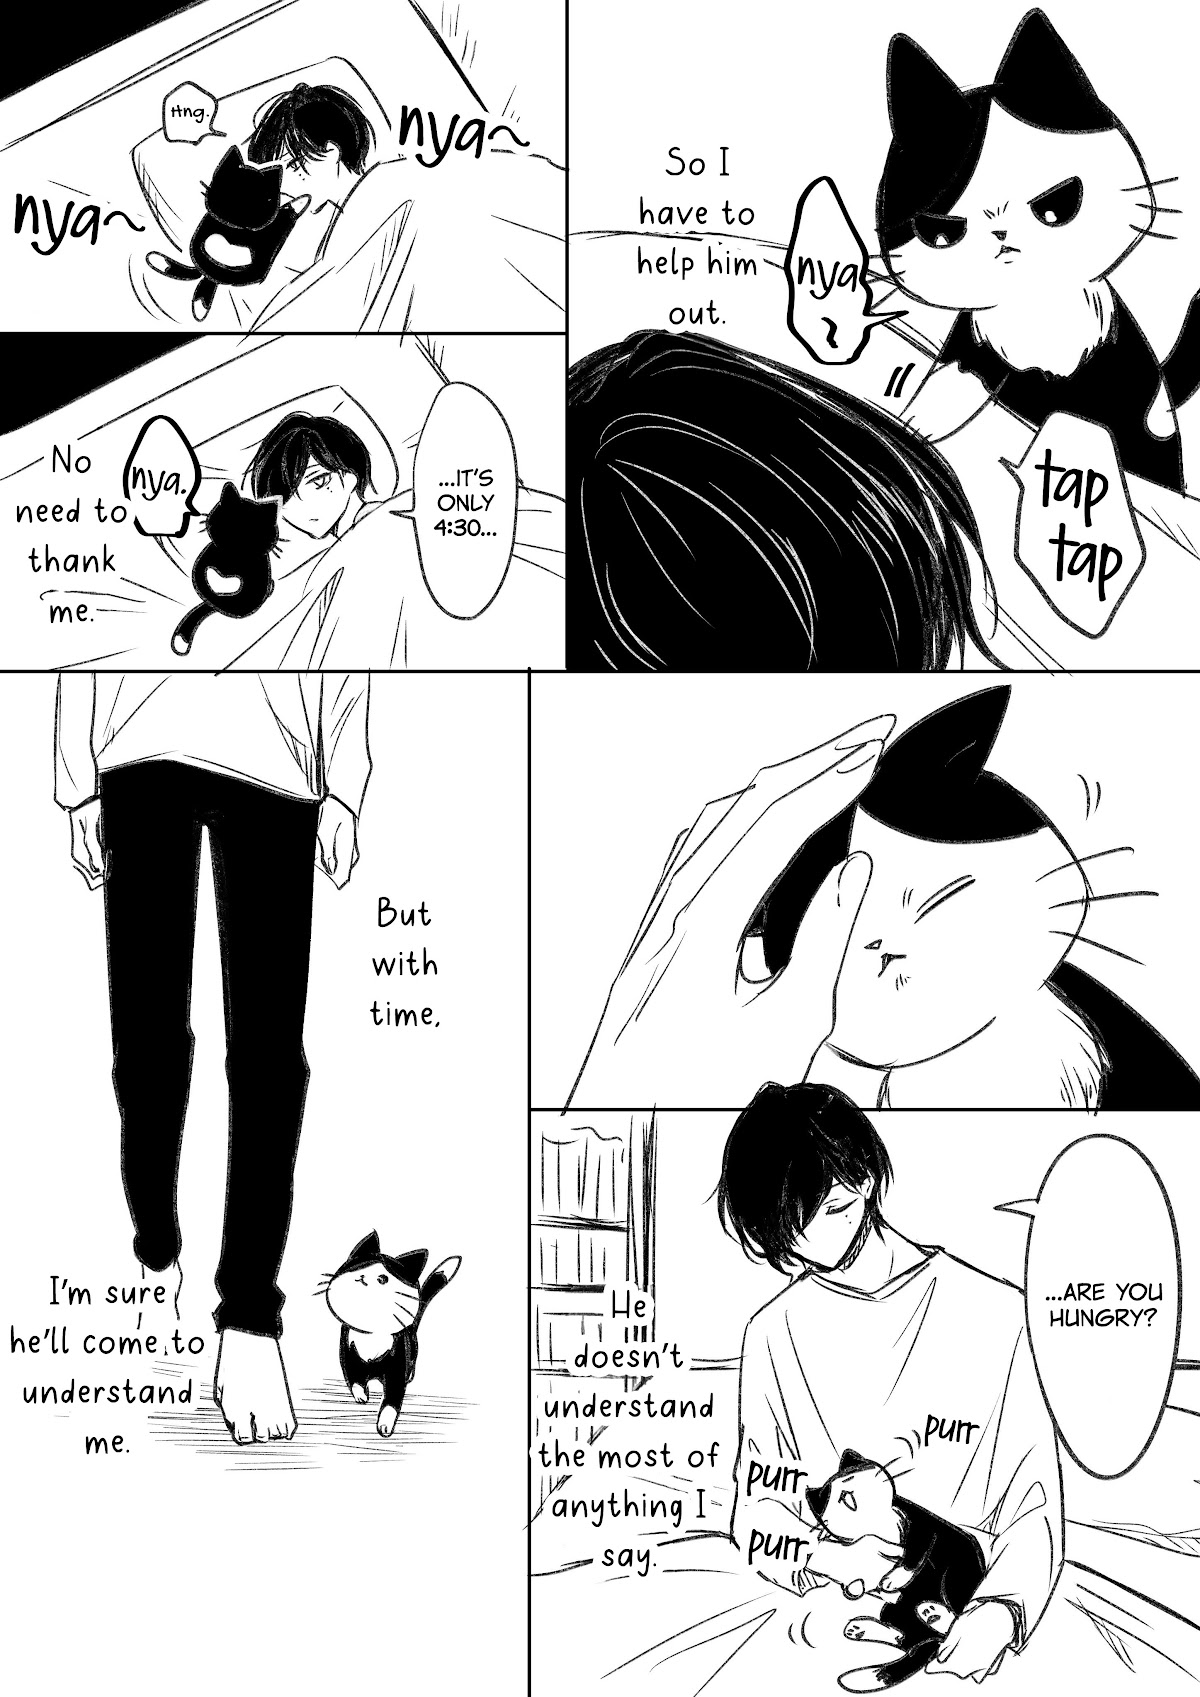 So I
have to
help him
out.
nya
~
tap
tap
nya~
Hng.
nya~
...IT'S
ONLY
4:30...
nya.
No
need to
thank
me.
...ARE YOU
HUNGRY?
purr
purr
purr
He
doesn't
understand
the most of
anything I
say.
But
with
time,
I'm sure
he'll come to
understand
me.